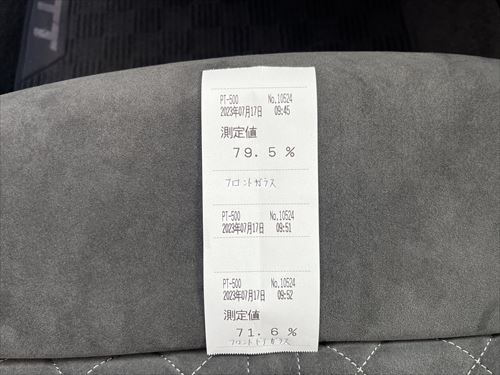 PT-500 No.10524
2023年07月17日 09:45
測定値
79.5 %
フロントガラス
PT-500 No.10524
2023年07月17日 09:51
PT-500 No.10524
2023年07月17日 09:52
測定値
71.6 %
フロントドアガラス